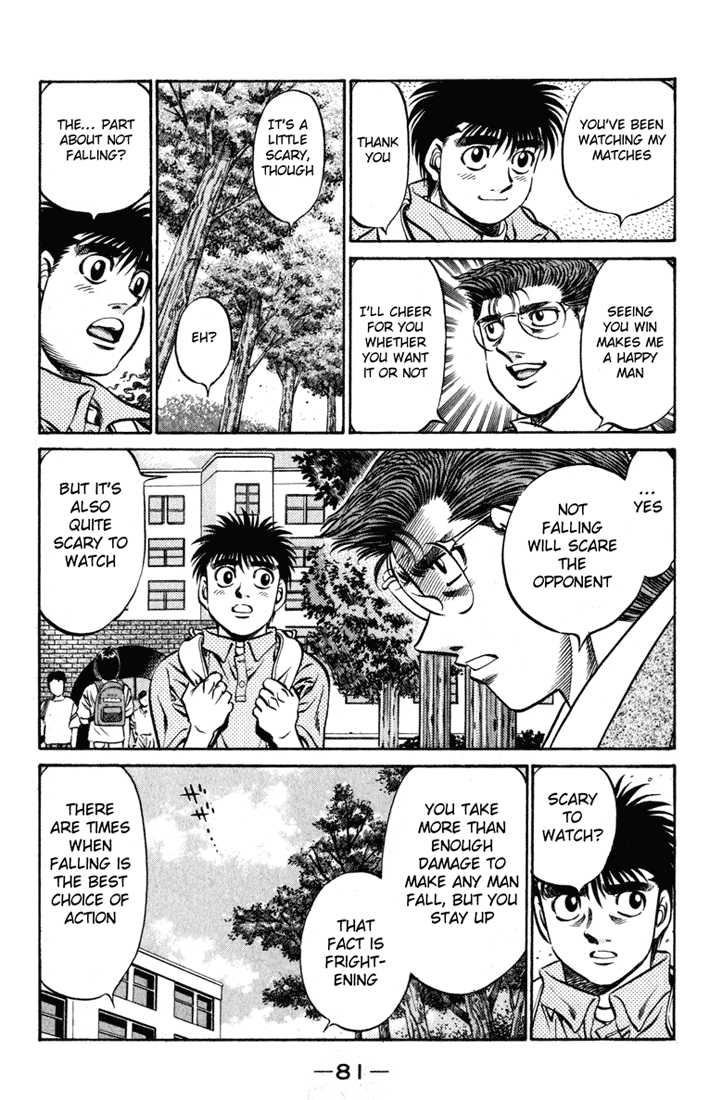 YOU'VE BEEN
WATCHING MY
MATCHES
THANK
YOU
SEEING
YOU WIN
MAKES ME
A HAPPY
MAN
I'LL CHEER
FOR YOU
WHETHER
YOU WANT
IT OR NOT
IT'S A
LITTLE
SCARY,
THOUGH
EH?
THE... PART
ABOUT NOT
FALLING?
...
YES
NOT
FALLING
WILL SCARE
THE
OPPONENT
BUT IT'S
ALSO
QUITE
SCARY TO
WATCH
SCARY
TO
WATCH?
YOU TAKE
MORE THAN
ENOUGH
DAMAGE TO
MAKE ANY MAN
FALL, BUT YOU
STAY UP
THAT
FACT IS
FRIGHT-
ENING
THERE
ARE TIMES
WHEN
FALLING IS
THE BEST
CHOICE OF
ACTION
—81—